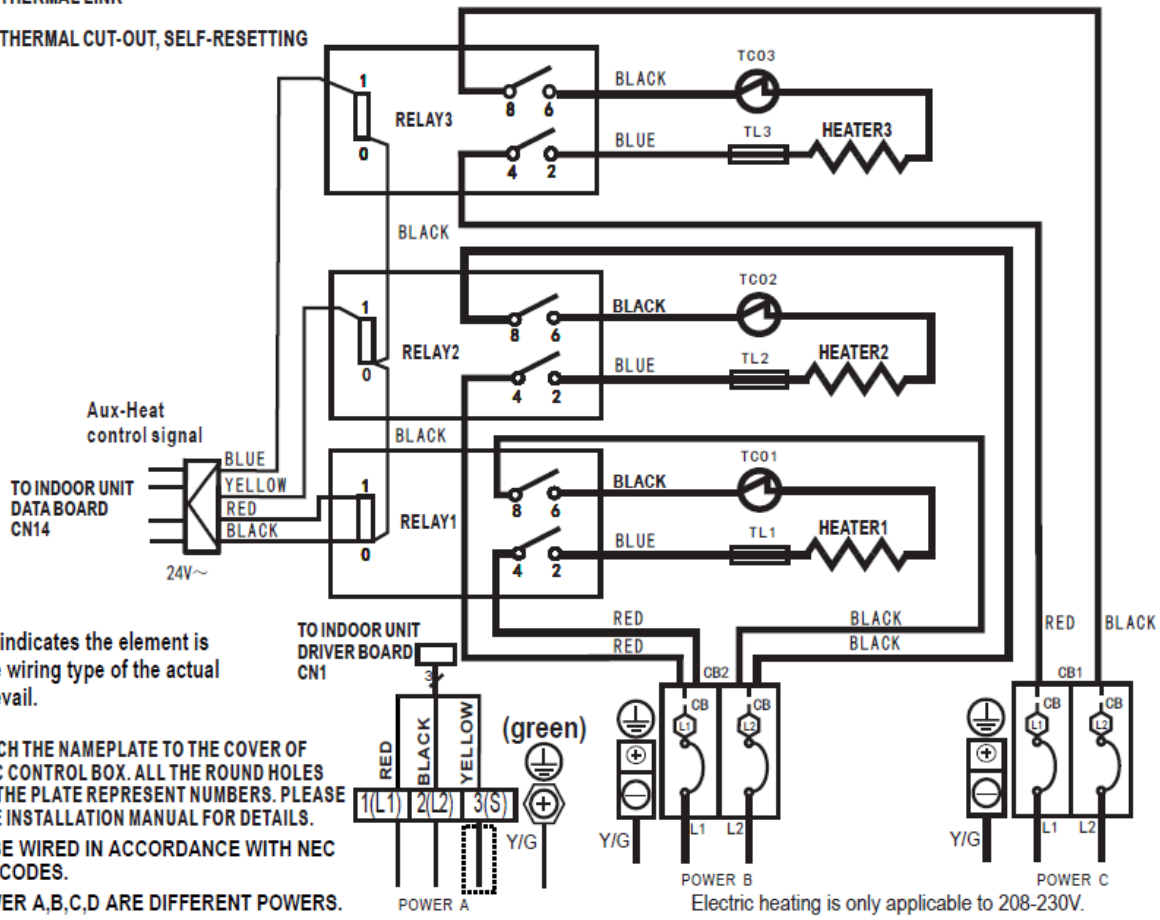 THERMAL LINK
THERMAL CUT-OUT, SELF-RESETTING
1
0
RELAY3
8 6
4 2
BLACK
BLUE
TCO3
TL3
HEATER3
BLACK
1
0
RELAY2
8 6
4 2
BLACK
BLUE
TCO2
TL2
HEATER2
BLACK
1
0
RELAY1
8 6
4 2
BLACK
BLUE
TCO1
TL1
HEATER1
Aux-Heat
control signal
TO INDOOR UNIT
DATA BOARD
CN14
24V~
BLUE
YELLOW
RED
BLACK
RED
RED
BLACK
BLACK
RED
BLACK
indicates the element is
wiring type of the actual
evail.
CH THE NAMEPLATE TO THE COVER OF
C CONTROL BOX. ALL THE ROUND HOLES
THE PLATE REPRESENT NUMBERS. PLEASE
E INSTALLATION MANUAL FOR DETAILS.
BE WIRED IN ACCORDANCE WITH NEC
CODES.
WER A,B,C,D ARE DIFFERENT POWERS.
TO INDOOR UNIT
DRIVER BOARD
CN1
3
RED
BLACK
YELLOW
1(L1) 2(L2) 3(S)
POWER A
(green)
Y/G
CB2
CB CB
L1 L2
L1 L2
Y/G
POWER B
CB1
CB CB
L1 L2
L1 L2
Y/G
POWER C
Electric heating is only applicable to 208-230V.